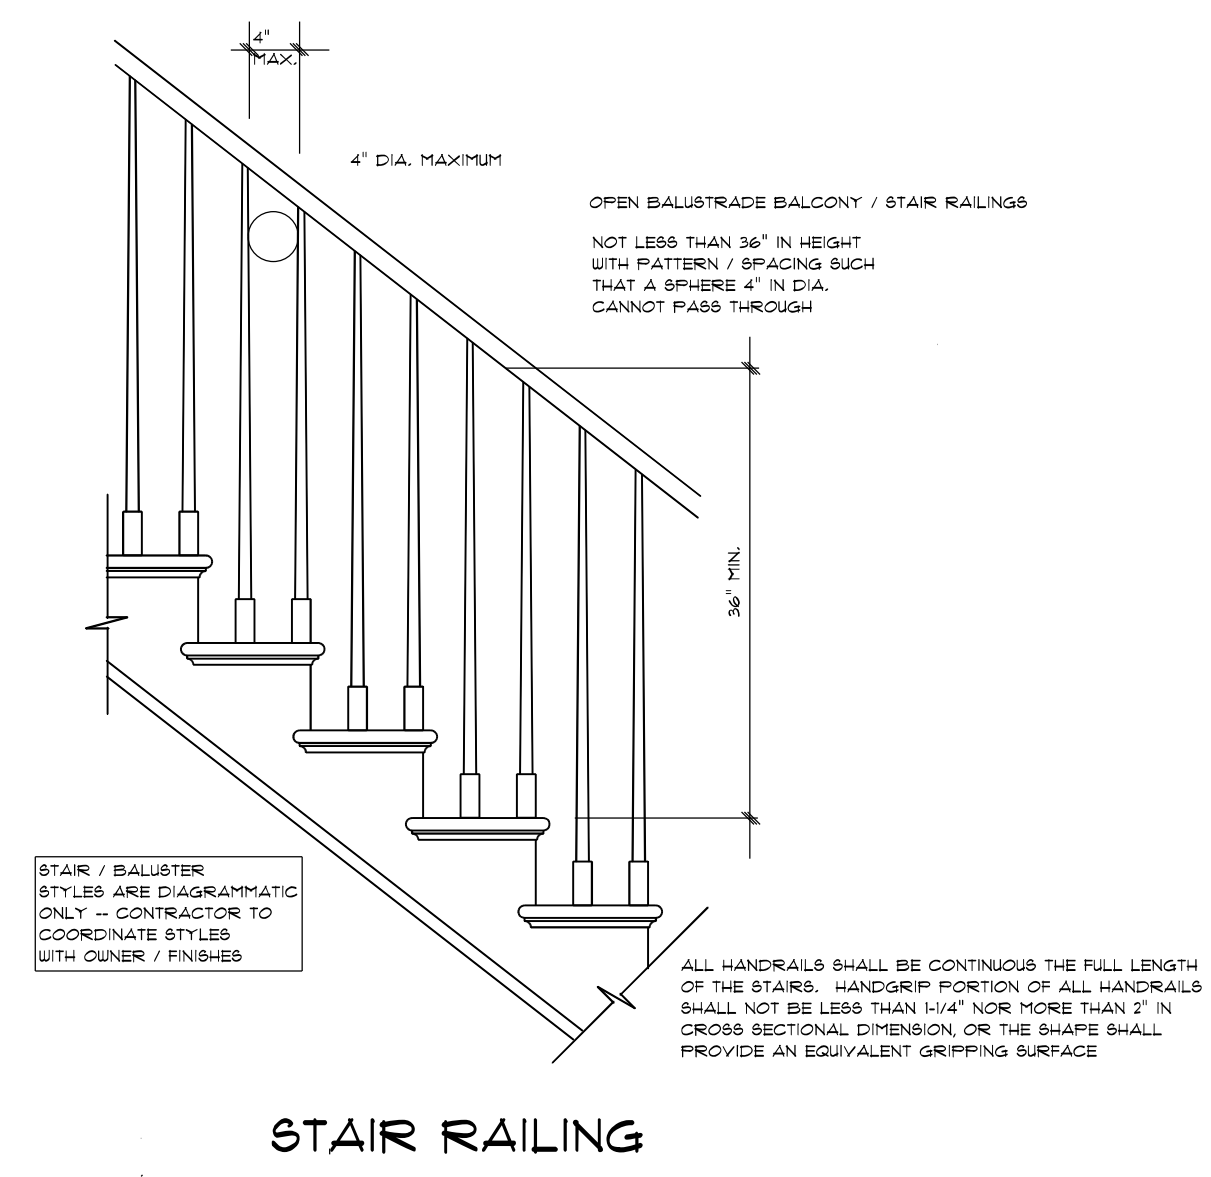 4"
MAX.
4" DIA. MAXIMUM
OPEN BALUSTRADE BALCONY / STAIR RAILINGS
NOT LESS THAN 36" IN HEIGHT
WITH PATTERN / SPACING SUCH
THAT A SPHERE 4" IN DIA.
CANNOT PASS THROUGH
36" MIN.
STAIR / BALUSTER
STYLES ARE DIAGRAMMATIC
ONLY -- CONTRACTOR TO
COORDINATE STYLES
WITH OWNER / FINISHES
ALL HANDRAILS SHALL BE CONTINUOUS THE FULL LENGTH
OF THE STAIRS. HANDGRIP PORTION OF ALL HANDRAILS
SHALL NOT BE LESS THAN 1-1/4" NOR MORE THAN 2" IN
CROSS SECTIONAL DIMENSION, OR THE SHAPE SHALL
PROVIDE AN EQUIVALENT GRIPPING SURFACE
STAIR RAILING